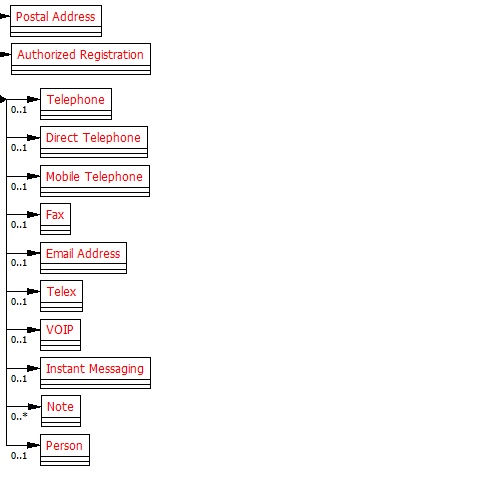 Postal Address
Authorized Registration
Telephone
0..1
Direct Telephone
0..1
Mobile Telephone
0..1
Fax
0..1
Email Address
0..1
Telex
0..1
VOIP
0..1
Instant Messaging
0..1
Note
0..*
Person
0..1